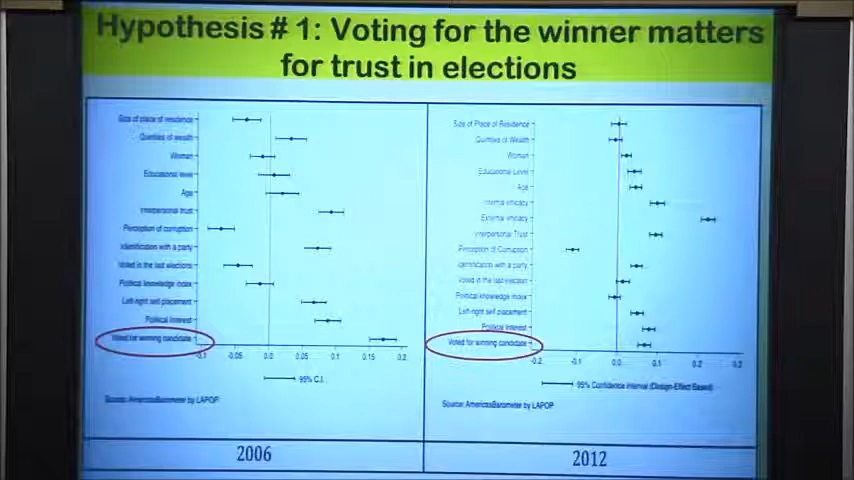 Hypothesis # 1: Voting for the winner matters
for trust in elections
Size of place of residence
Quintiles of wealth
Woman
Educational level
Age
Interpersonal trust
Perception of corruption
Identification with a party
Voted in the last elections
Political knowledge index
Left-right self placement
Political Interest
Voted for winning candidate
-0.1 -0.05 0.0 0.05 0.1 0.15 0.2
95% C.I.
Source: AmericasBarometer by LAPOP
2006
Size of Place of Residence
Quintiles of Wealth
Woman
Educational Level
Age
Internal efficacy
External efficacy
Interpersonal Trust
Perception of Corruption
Identification with a party
Voted in the last election
Political knowledge index
Left-right self placement
Political Interest
Voted for winning candidate
-0.2 -0.1 0.0 0.1 0.2 0.3
95% Confidence Interval (Design-Effect Based)
Source: AmericasBarometer by LAPOP
2012